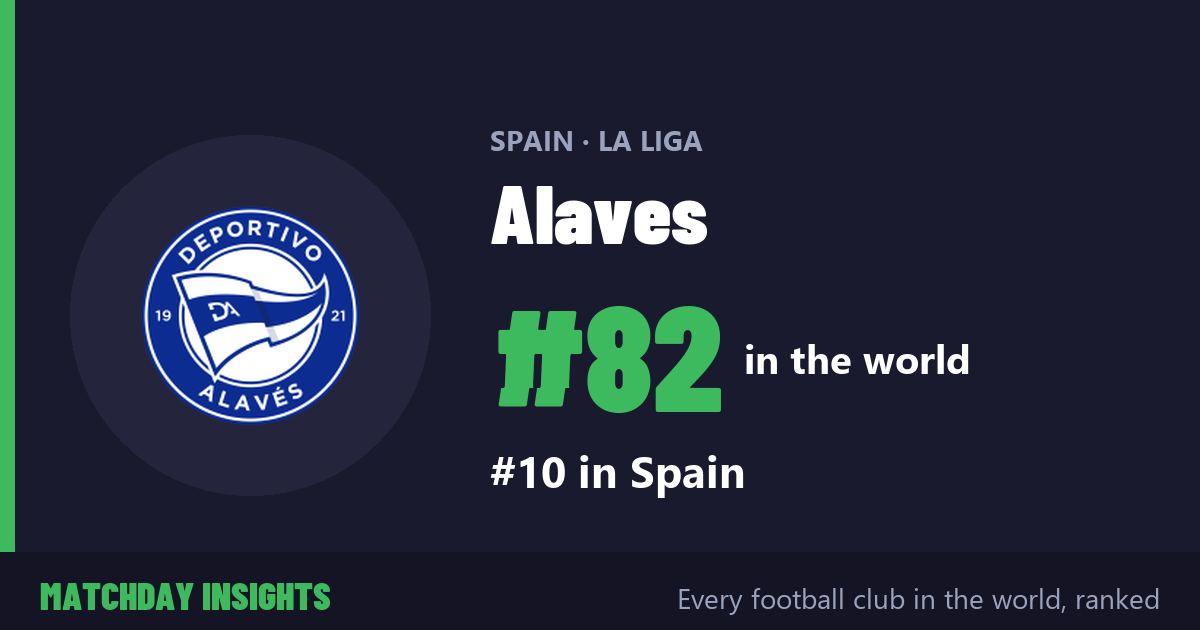 DEPORTIVO
19 21
DA
ALAVÉS
SPAIN · LA LIGA
Alaves
#82 in the world
#10 in Spain
MATCHDAY INSIGHTS
Every football club in the world, ranked